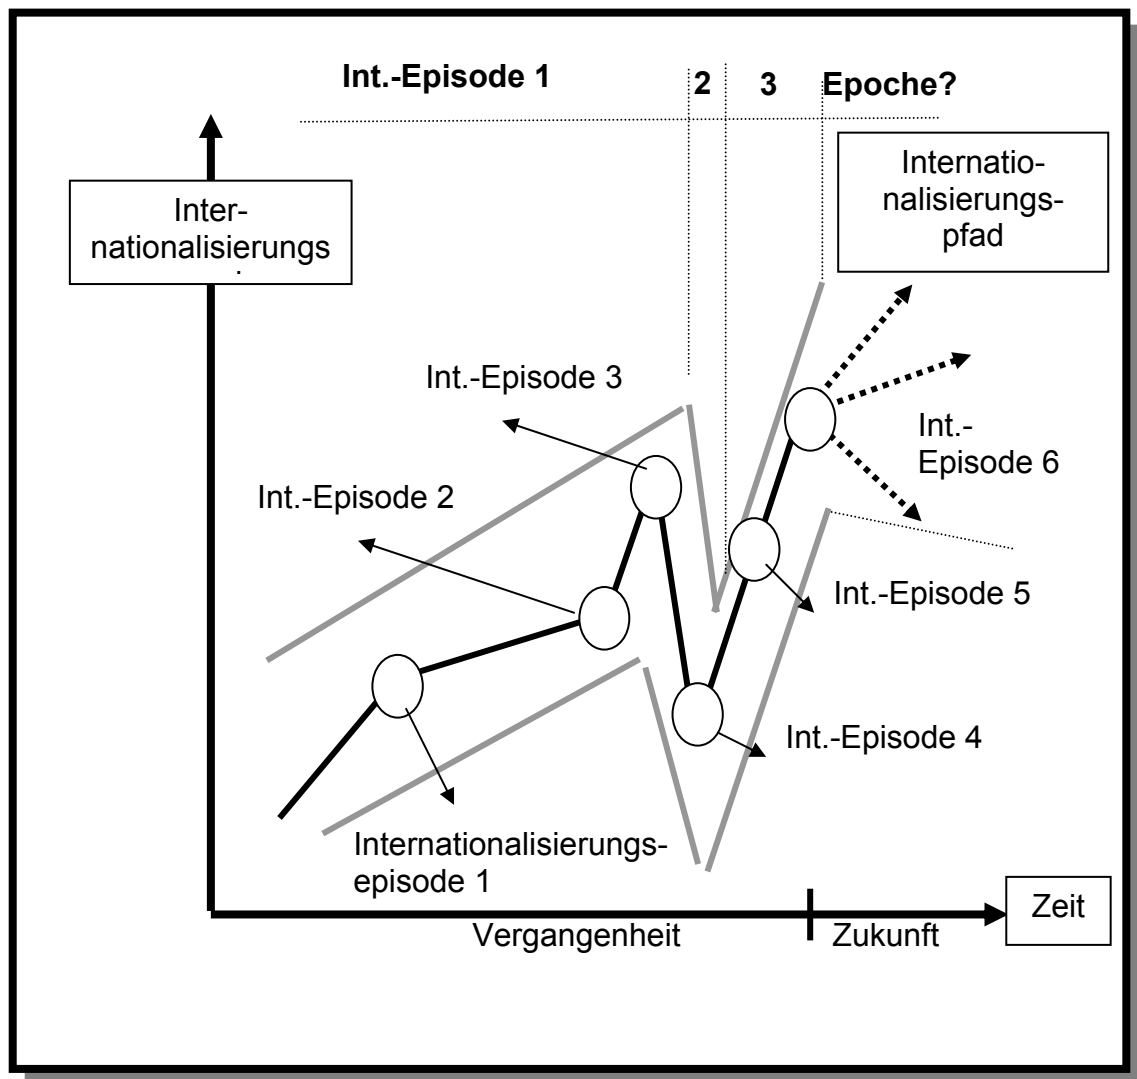 Int.-Episode 1
2
3
Epoche?
Inter-
nationalisierungs
Internatio-
nalisierungs-
pfad
Int.-Episode 3
Int.-Episode 2
Int.-
Episode 6
Int.-Episode 5
Int.-Episode 4
Internationalisierungs-
episode 1
Zeit
Vergangenheit
Zukunft